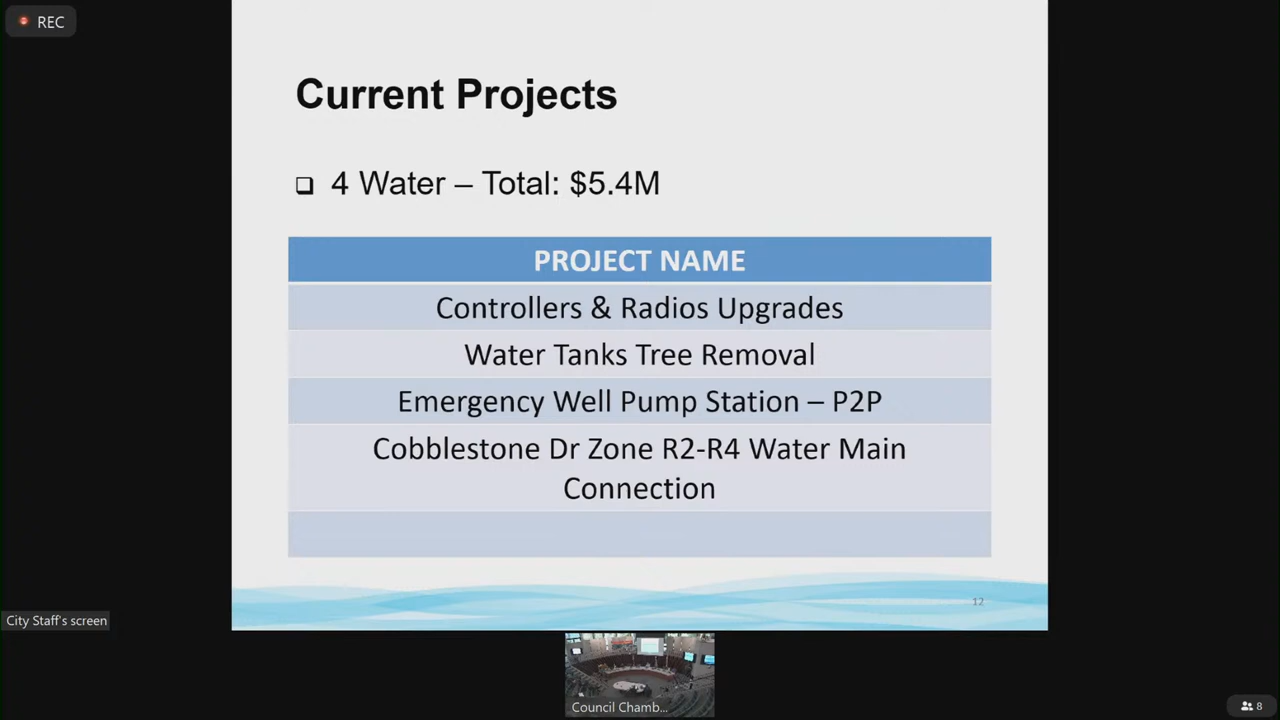 REC
Current Projects
❑ 4 Water – Total: $5.4M
PROJECT NAME
Controllers & Radios Upgrades
Water Tanks Tree Removal
Emergency Well Pump Station – P2P
Cobblestone Dr Zone R2-R4 Water Main
Connection
12
City Staff's screen
Council Chamb...
8